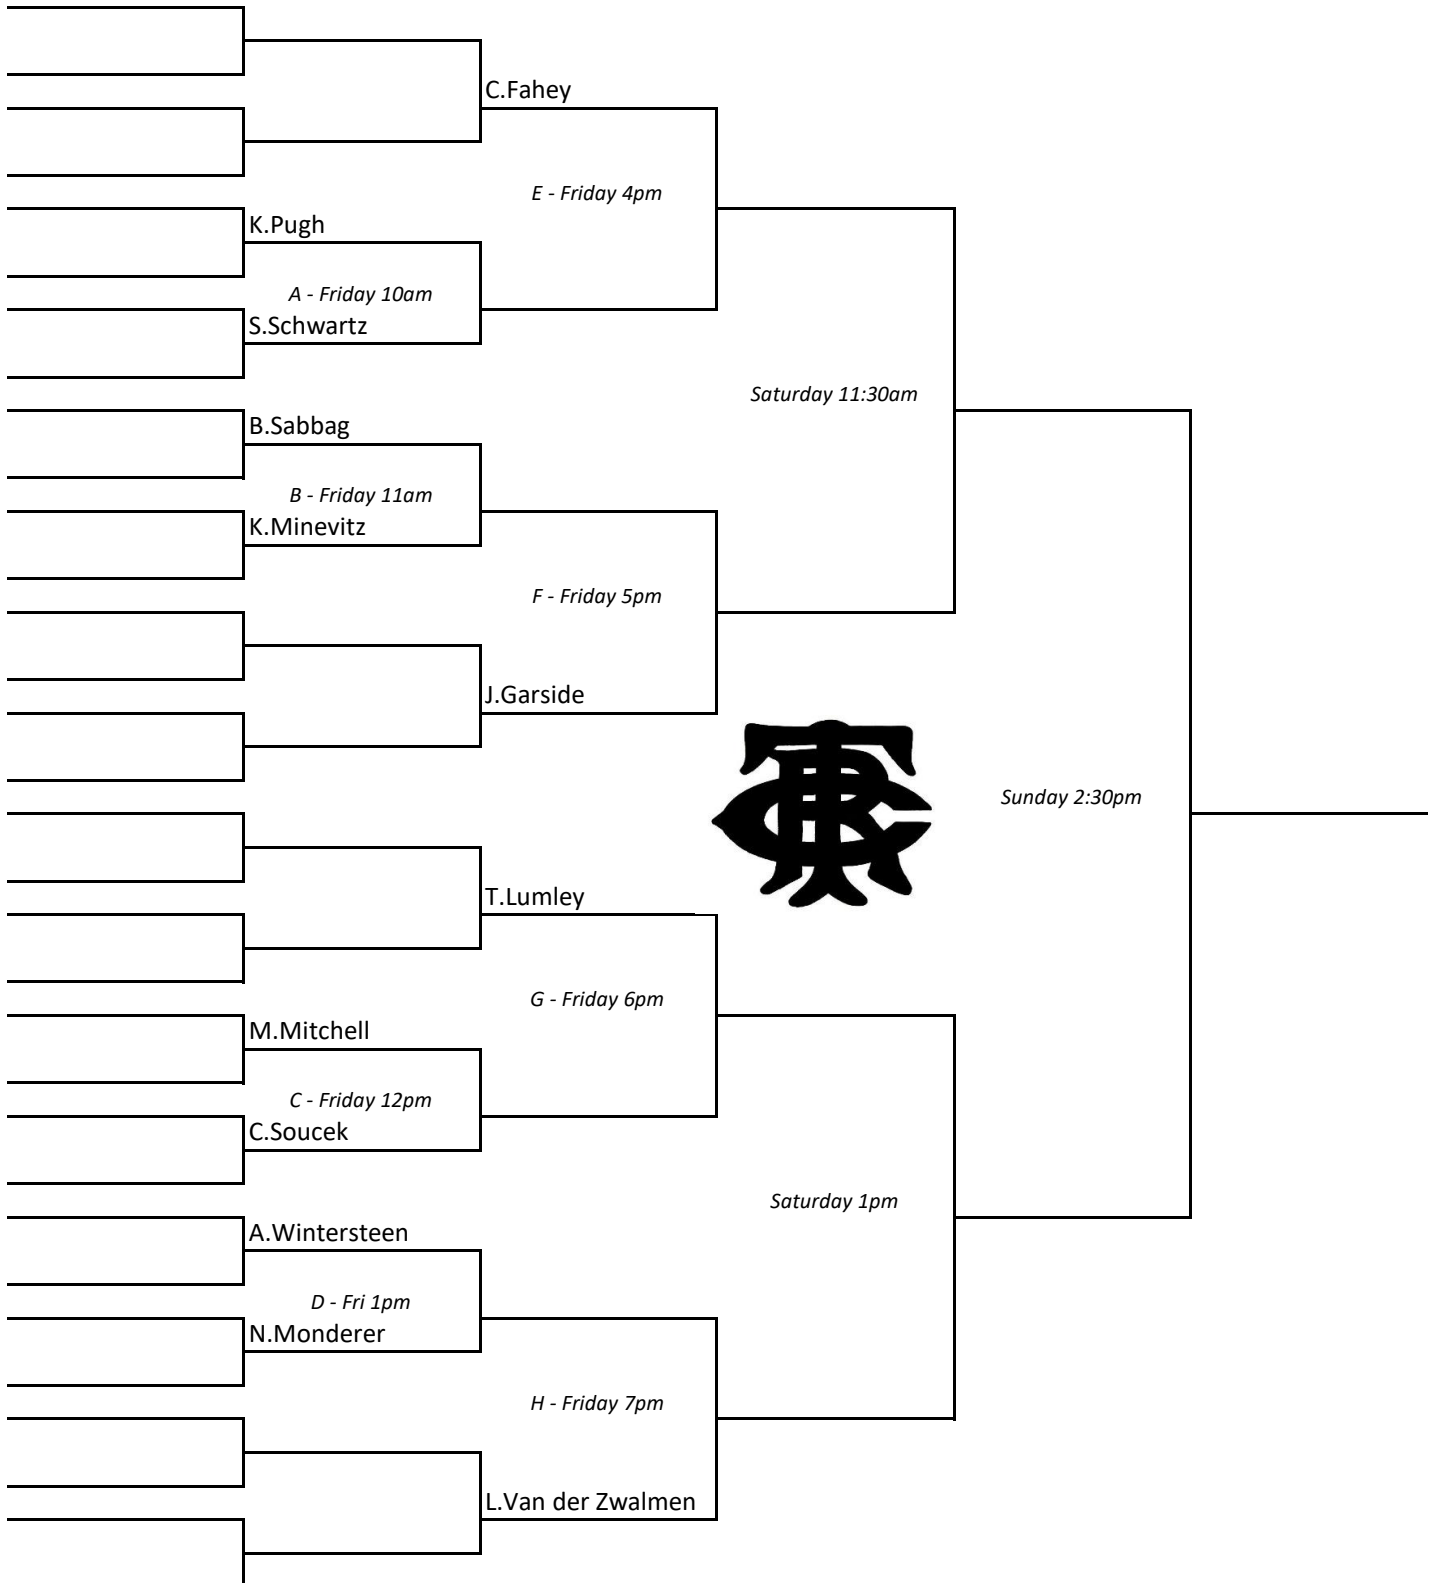 C.Fahey
E - Friday 4pm
K.Pugh
A - Friday 10am
S.Schwartz
Saturday 11:30am
B.Sabbag
B - Friday 11am
K.Minevitz
F - Friday 5pm
J.Garside
Sunday 2:30pm
T.Lumley
G - Friday 6pm
M.Mitchell
C - Friday 12pm
C.Soucek
Saturday 1pm
A.Wintersteen
D - Fri 1pm
N.Monderer
H - Friday 7pm
L.Van der Zwalmen